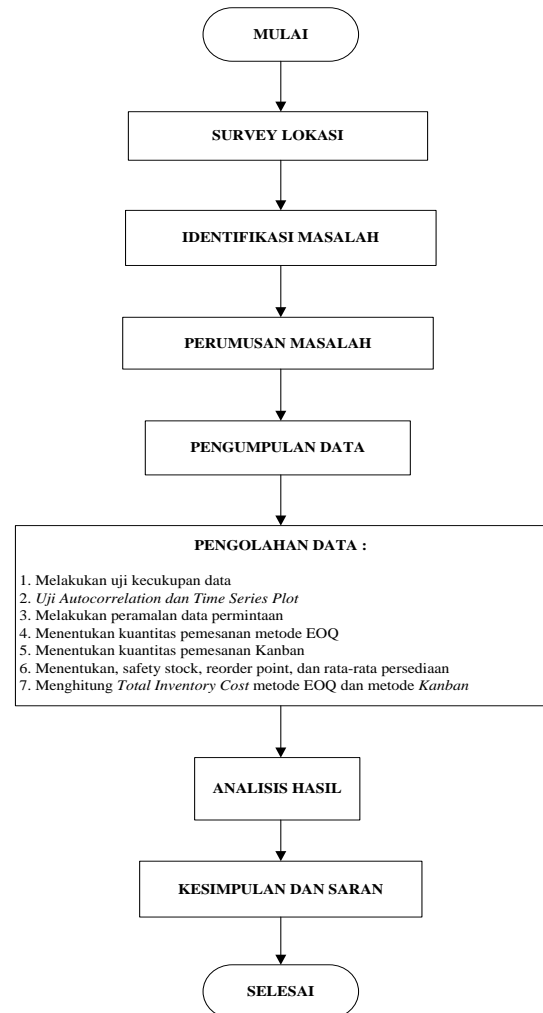 MULAI
SURVEY LOKASI
IDENTIFIKASI MASALAH
PERUMUSAN MASALAH
PENGUMPULAN DATA
PENGOLAHAN DATA :
1. Melakukan uji kecukupan data
2. Uji Autocorrelation dan Time Series Plot
3. Melakukan peramalan data permintaan
4. Menentukan kuantitas pemesanan metode EOQ
5. Menentukan kuantitas pemesanan Kanban
6. Menentukan, safety stock, reorder point, dan rata-rata persediaan
7. Menghitung Total Inventory Cost metode EOQ dan metode Kanban
ANALISIS HASIL
KESIMPULAN DAN SARAN
SELESAI